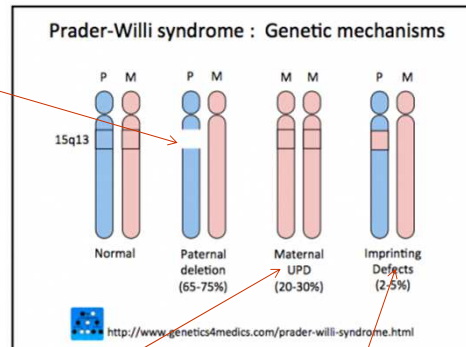 Prader-Willi syndrome : Genetic mechanisms
P M P M M M P M
15q13
Normal Paternal deletion (65-75%) Maternal UPD (20-30%) Imprinting Defects (2-5%)
http://www.genetics4medics.com/prader-willi-syndrome.html